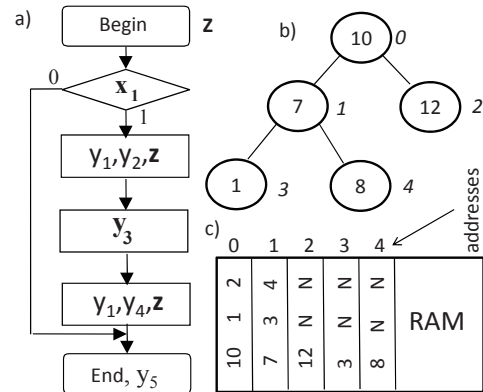 a)
Begin
z
0
x1
1
y1,y2,z
y3
y1,y4,z
End, y5
b)
10
0
7
1
12
2
1
3
8
4
c)
addresses
0 1 2 3 4
2 4 N N N
1 3 N N N
10 7 12 3 8
RAM